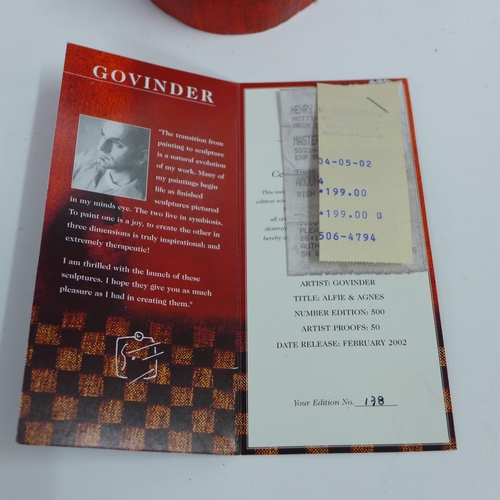 GOVINDER
"The transition from
painting to sculpture
is a natural evolution
of my work. Many of
my paintings begin
life as finished
sculptures pictured
in my minds eye. The two live in symbiosis.
To paint one is a joy, to create the other in
three dimensions is truly inspirational; and
extremely therapeutic!
I am thrilled with the launch of these
sculptures. I hope they give you as much
pleasure as I had in creating them."
HENRY
MASTE
04-05-02
4
*199.00
*199.00
506-4794
ARTIST: GOVINDER
TITLE: ALFIE & AGNES
NUMBER EDITION: 500
ARTIST PROOFS: 50
DATE RELEASE: FEBRUARY 2002
Your Edition No. 138